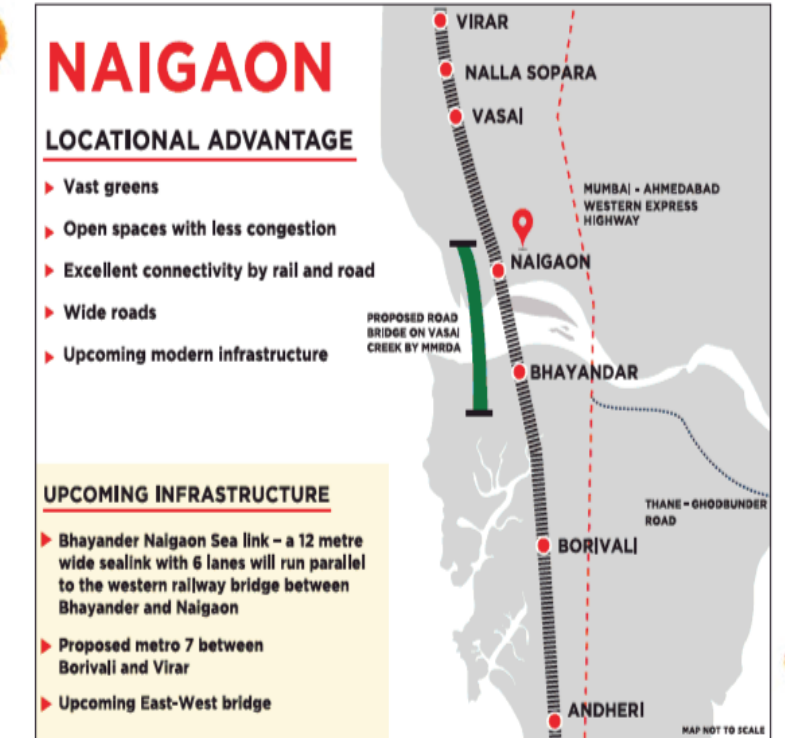 NAIGAON
LOCATIONAL ADVANTAGE
Vast greens
Open spaces with less congestion
Excellent connectivity by rail and road
Wide roads
Upcoming modern infrastructure
UPCOMING INFRASTRUCTURE
Bhayander Naigaon Sea link – a 12 metre
wide sealink with 6 lanes will run parallel
to the western railway bridge between
Bhayander and Naigaon
Proposed metro 7 between
Borivali and Virar
Upcoming East-West bridge
VIRAR
NALLA SOPARA
VASAI
MUMBAI - AHMEDABAD
WESTERN EXPRESS
HIGHWAY
NAIGAON
PROPOSED ROAD
BRIDGE ON VASAI
CREEK BY MMRDA
BHAYANDAR
THANE – GHODBUNDER
ROAD
BORIVALI
ANDHERI
MAP NOT TO SCALE